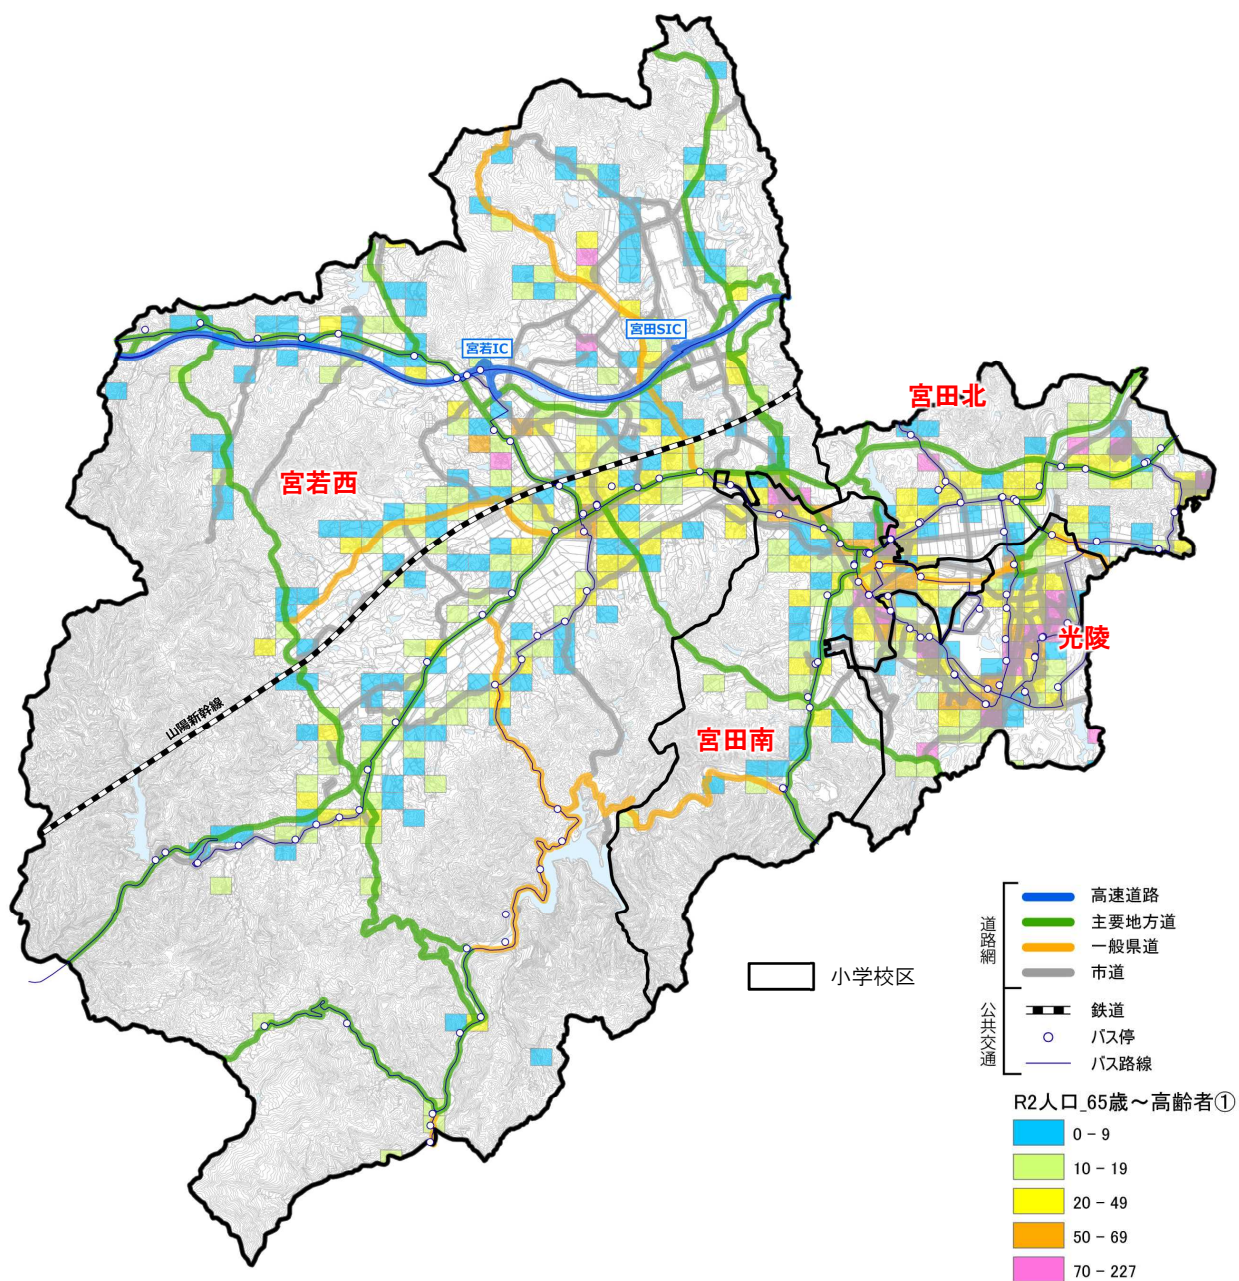 宮田SIC
宮若IC
宮田北
宮若西
光陵
山陽新幹線
宮田南
道路網
高速道路
主要地方道
一般県道
市道
小学校区
公共交通
鉄道
バス停
バス路線
R2人口_65歳～高齢者①
0 - 9
10 - 19
20 - 49
50 - 69
70 - 227